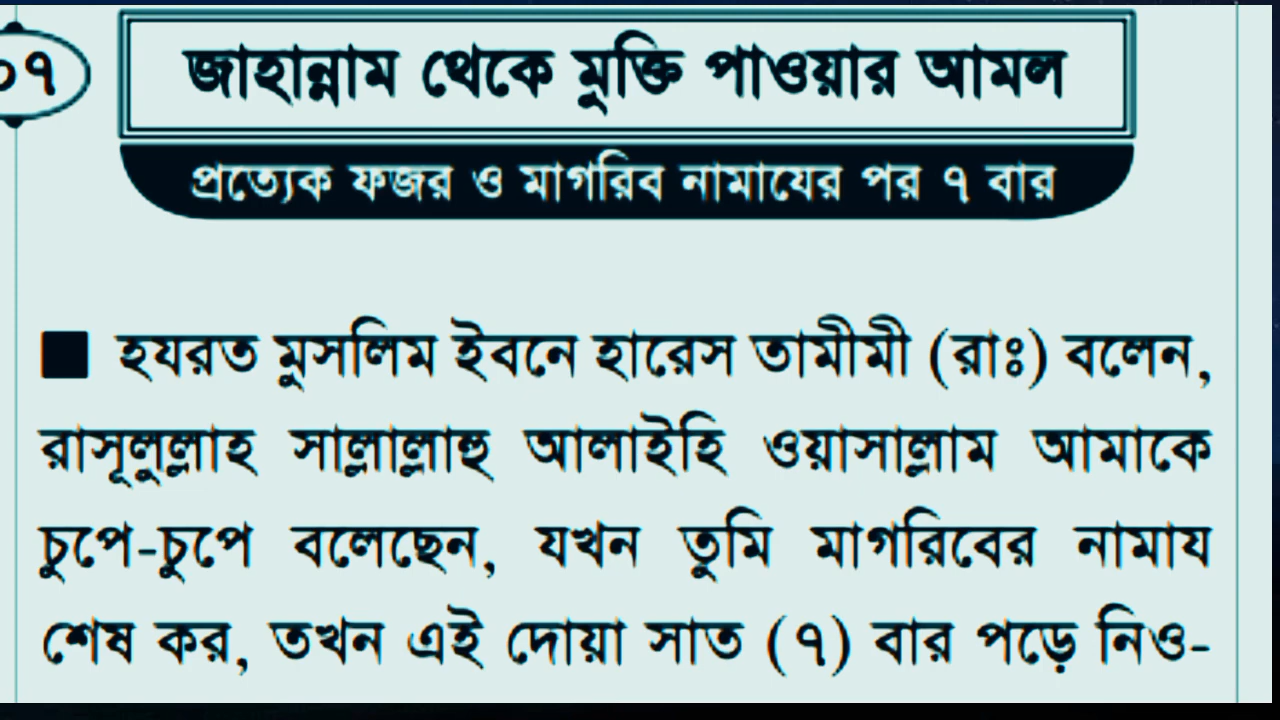 ০৭
জাহান্নাম থেকে মুক্তি পাওয়ার আমল
প্রত্যেক ফজর ও মাগরিব নামাযের পর ৭ বার
■ হযরত মুসলিম ইবনে হারেস তামীমী (রাঃ) বলেন,
রাসূলুল্লাহ সাল্লাল্লাহু আলাইহি ওয়াসাল্লাম আমাকে
চুপে-চুপে বলেছেন, যখন তুমি মাগরিবের নামায
শেষ কর, তখন এই দোয়া সাত (৭) বার পড়ে নিও-